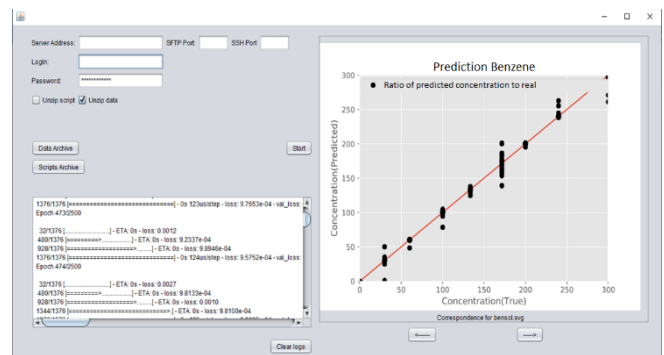 Server Address: SFTP Port: SSH Port:
Login:
Password: ************
Unzip script Unzip data
Data Archive Start
Scripts Archive
1376/1376 [==============================] - 0s 123us/step - loss: 9.7653e-04 - val_loss:
Epoch 473/2500
32/1376 [..............................] - ETA: 0s - loss: 0.0012
480/1376 [=========>....................] - ETA: 0s - loss: 9.2337e-04
928/1376 [===================>..........] - ETA: 0s - loss: 9.8946e-04
1376/1376 [==============================] - 0s 124us/step - loss: 9.5752e-04 - val_loss:
Epoch 474/2500
32/1376 [..............................] - ETA: 0s - loss: 0.0027
480/1376 [=========>....................] - ETA: 0s - loss: 9.8133e-04
928/1376 [===================>..........] - ETA: 0s - loss: 0.0010
1344/1376 [============================>.] - ETA: 0s - loss: 9.8100e-04
Clear logs
Prediction Benzene
Ratio of predicted concentration to real
Concentration(Predicted)
300
250
200
150
100
50
0
0 50 100 150 200 250 300
Concentration(True)
Correspondence for bensol.svg
<---- ---->